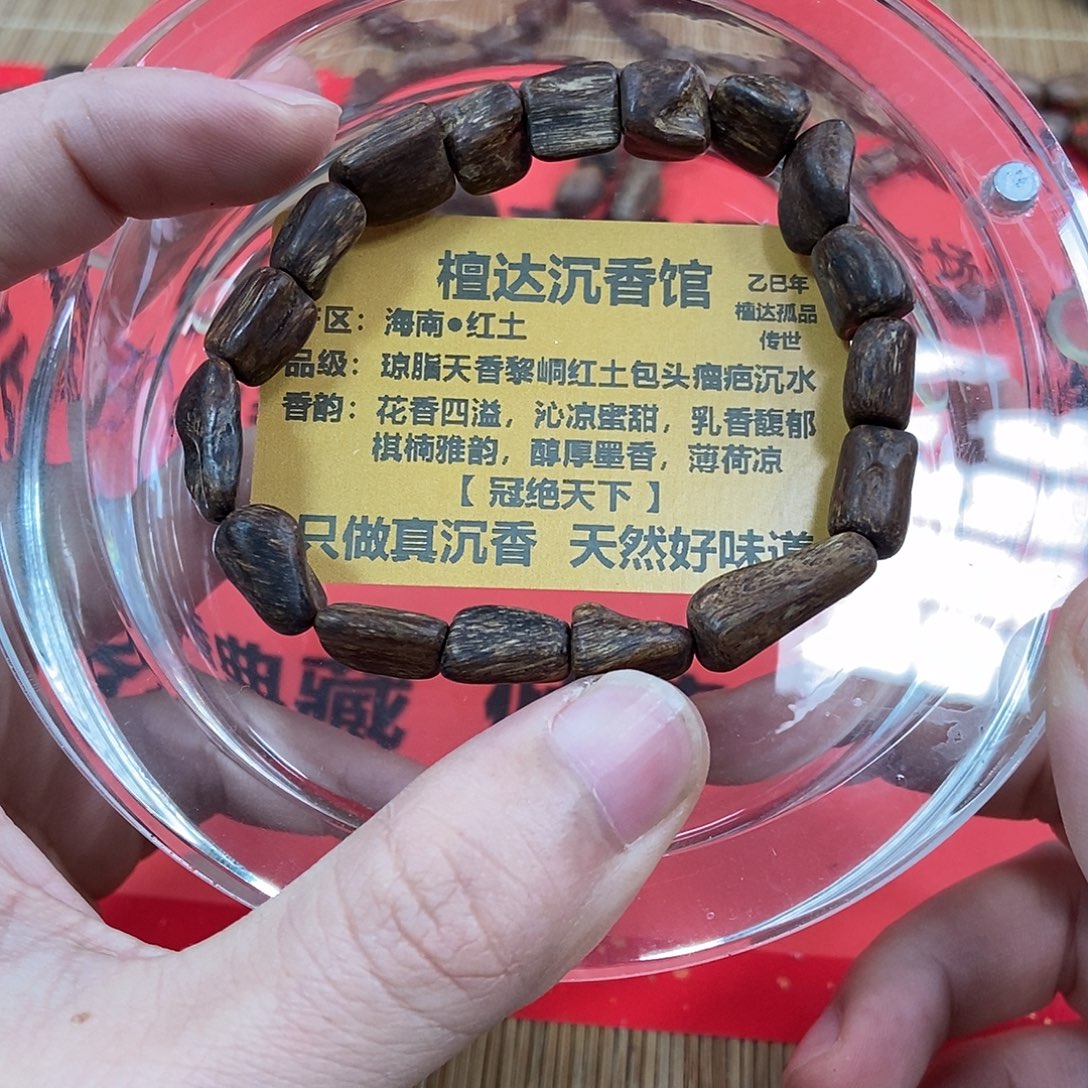 檀达沉香馆
乙巳年
檀达孤品
传世
区：海南●红土
品级：琼脂天香黎峒红土包头瘤疤沉水
香韵：花香四溢，沁凉蜜甜，乳香馥郁
棋楠雅韵，醇厚墨香，薄荷凉
【冠绝天下】
只做真沉香 天然好味道
典藏